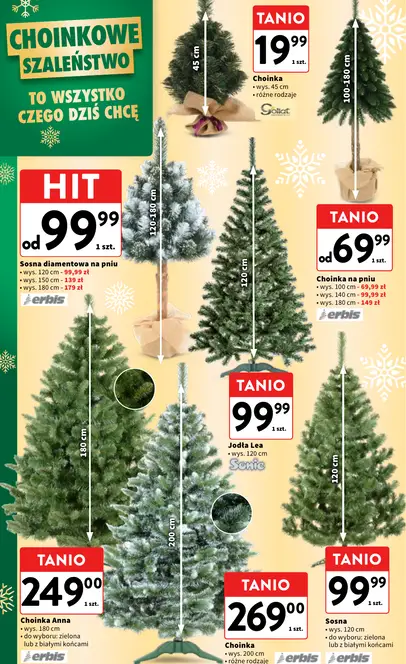 CHOINKOWE
SZALEŃSTWO
TO WSZYSTKO
CZEGO DZIŚ CHCĘ
45 cm
TANIO
19 99
1 szt.
Choinka
• wys. 45 cm
• różne rodzaje
100-180 cm
HIT
od 99 99
1 szt.
Sosna diamentowa na pniu
• wys. 120 cm - 99,99 zł
• wys. 150 cm - 139 zł
• wys. 180 cm - 179 zł
erbis
120-180 cm
120 cm
TANIO
od 69 99
1 szt.
Choinka na pniu
• wys. 100 cm - 69,99 zł
• wys. 140 cm - 99,99 zł
• wys. 180 cm - 149 zł
erbis
TANIO
99 99
1 szt.
Jodła Lea
• wys. 120 cm
180 cm
200 cm
120 cm
TANIO
249 00
1 szt.
Choinka Anna
• wys. 180 cm
• do wyboru: zielona
lub z białymi końcami
erbis
TANIO
269 00
1 szt.
Choinka
• wys. 200 cm
• różne rodzaje
erbis
TANIO
99 99
1 szt.
Sosna
• wys. 120 cm
• do wyboru: zielona
lub z białymi końcami
erbis